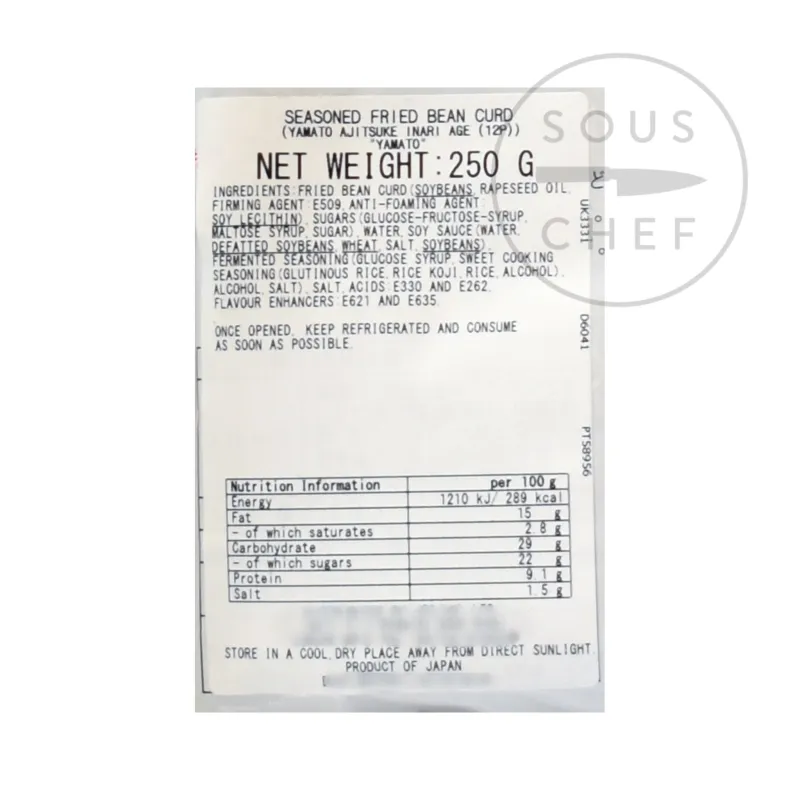 SEASONED FRIED BEAN CURD
(YAMATO AJITSUKE INARI AGE (12P))
"YAMATO"
NET WEIGHT:250 G
INGREDIENTS:FRIED BEAN CURD(SOYBEANS, RAPESEED OIL,
FIRMING AGENT:E509, ANTI-FOAMING AGENT:
SOY LECITHIN), SUGARS(GLUCOSE-FRUCTOSE-SYRUP,
MALTOSE SYRUP, SUGAR), WATER, SOY SAUCE(WATER,
DEFATTED SOYBEANS, WHEAT, SALT, SOYBEANS),
FERMENTED SEASONING(GLUCOSE SYRUP, SWEET COOKING
SEASONING(GLUTINOUS RICE, RICE KOJI, RICE, ALCOHOL),
ALCOHOL, SALT), SALT, ACIDS:E330 AND E262,
FLAVOUR ENHANCERS:E621 AND E635.
ONCE OPENED, KEEP REFRIGERATED AND CONSUME
AS SOON AS POSSIBLE.
Nutrition Information per 100 g
Energy 1210 kJ/ 289 kcal
Fat 15 g
- of which saturates 2.8 g
Carbohydrate 29 g
- of which sugars 22 g
Protein 9.1 g
Salt 1.5 g
STORE IN A COOL, DRY PLACE AWAY FROM DIRECT SUNLIGHT.
PRODUCT OF JAPAN
UK333T
D6041
PT58956
SOUS
CHEF